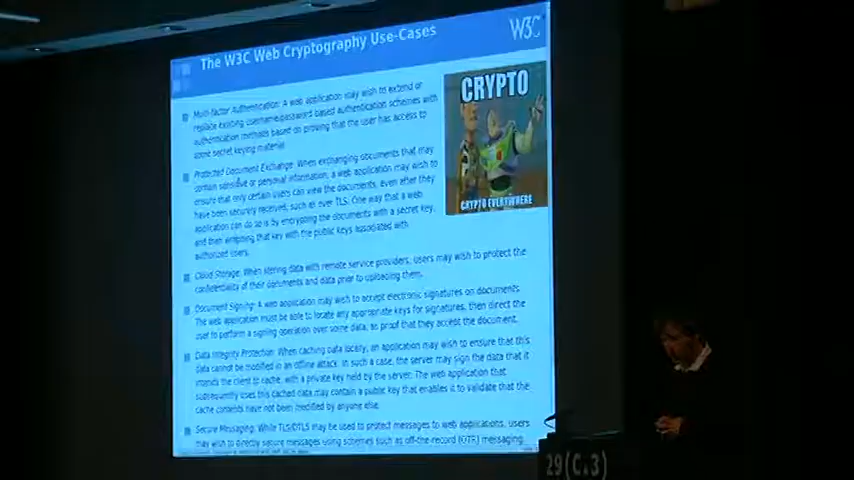 The W3C Web Cryptography Use-Cases
W3C
Multi-factor Authentication: A web application may wish to extend or
replace existing username/password based authentication schemes with
authentication methods based on proving that the user has access to
some secret keying material.
Protected Document Exchange: When exchanging documents that may
contain sensitive or personal information, a web application may wish to
ensure that only certain users can view the documents, even after they
have been securely received, such as over TLS. One way that a web
application can do so is by encrypting the documents with a secret key,
and then wrapping that key with the public keys associated with
authorized users.
CRYPTO
CRYPTO EVERYWHERE
Cloud Storage: When storing data with remote service providers, users may wish to protect the
confidentiality of their documents and data prior to uploading them.
Document Signing: A web application may wish to accept electronic signatures on documents.
The web application must be able to locate any appropriate keys for signatures, then direct the
user to perform a signing operation over some data, as proof that they accept the document.
Data Integrity Protection: When caching data locally, an application may wish to ensure that this
data cannot be modified in an offline attack. In such a case, the server may sign the data that it
intends the client to cache, with a private key held by the server. The web application that
subsequently uses this cached data may contain a public key that enables it to validate that the
cache contents have not been modified by anyone else.
Secure Messaging: While TLS/DTLS may be used to protect messages to web applications, users
may wish to directly secure messages using schemes such as off-the-record (OTR) messaging
29(C.3)